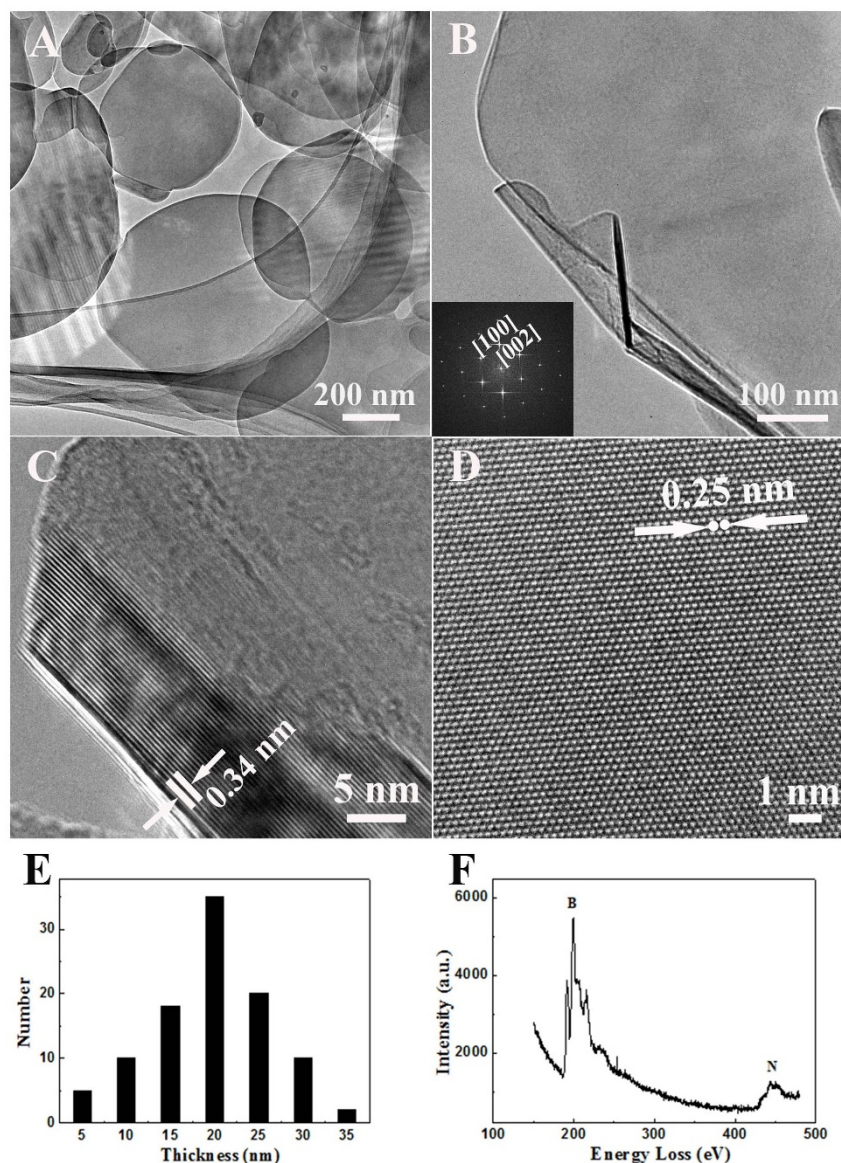 A
200 nm
B
[100]
[002]
100 nm
C
0.34 nm
5 nm
D
0.25 nm
1 nm
E
Number
30
20
10
0
5 10 15 20 25 30 35
Thickness (nm)
F
Intensity (a.u.)
6000
4000
2000
B
N
100 200 300 400 500
Energy Loss (eV)